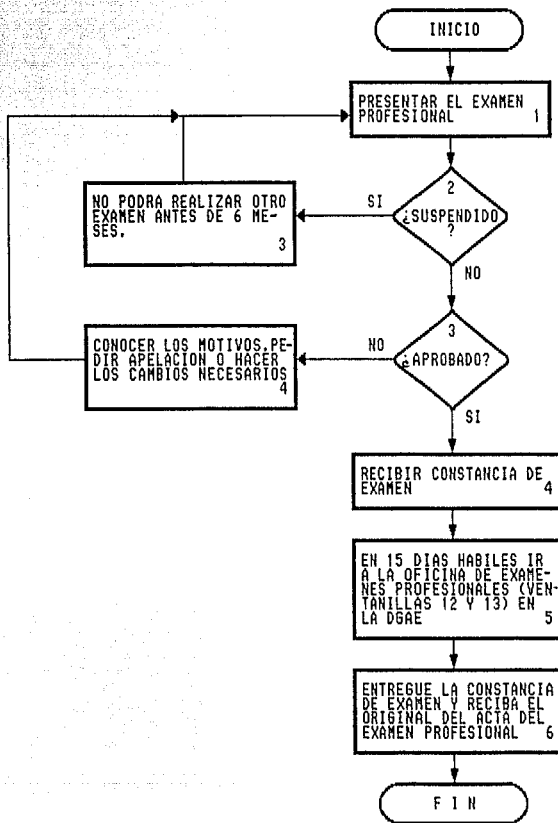 INICIO
PRESENTAR EL EXAMEN
PROFESIONAL 1
2
¿SUSPENDIDO
?
SI
NO
NO PODRA REALIZAR OTRO
EXAMEN ANTES DE 6 ME-
SES.
3
3
¿APROBADO?
NO
SI
CONOCER LOS MOTIVOS,PE-
DIR APELACION O HACER
LOS CAMBIOS NECESARIOS
4
RECIBIR CONSTANCIA DE
EXAMEN 4
EN 15 DIAS HABILES IR
A LA OFICINA DE EXAME-
NES PROFESIONALES (VEN-
TANILLAS 12 Y 13) EN
LA DGAE 5
ENTREGUE LA CONSTANCIA
DE EXAMEN Y RECIBA EL
ORIGINAL DEL ACTA DEL
EXAMEN PROFESIONAL 6
F I N